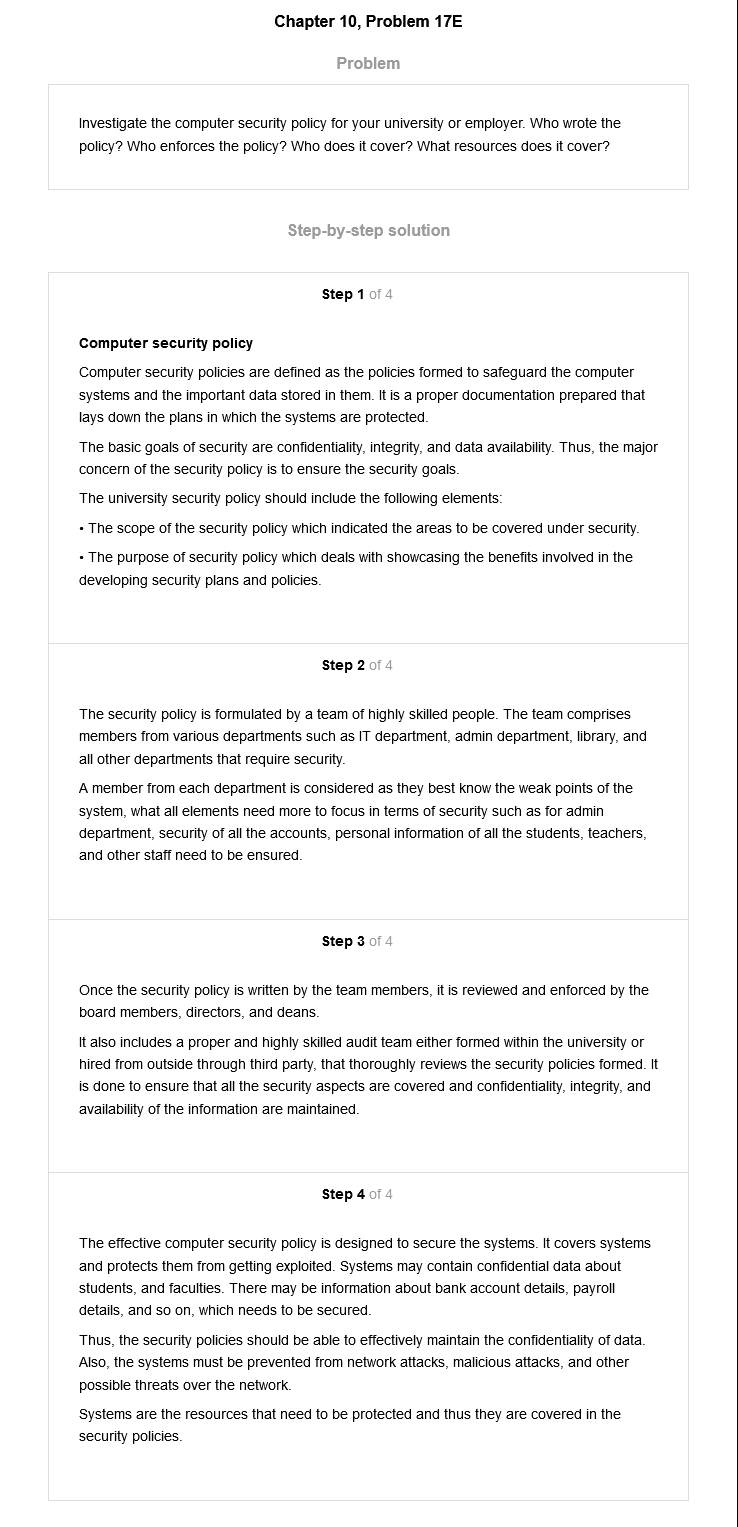 Chapter 10, Problem 17E
Problem
Investigate the computer security policy for your university or employer. Who wrote the
policy? Who enforces the policy? Who does it cover? What resources does it cover?
Step-by-step solution
Step 1 of 4
Computer security policy
Computer security policies are defined as the policies formed to safeguard the computer
systems and the important data stored in them. It is a proper documentation prepared that
lays down the plans in which the systems are protected.
The basic goals of security are confidentiality, integrity, and data availability. Thus, the major
concern of the security policy is to ensure the security goals.
The university security policy should include the following elements:
• The scope of the security policy which indicated the areas to be covered under security.
• The purpose of security policy which deals with showcasing the benefits involved in the
developing security plans and policies.
Step 2 of 4
The security policy is formulated by a team of highly skilled people. The team comprises
members from various departments such as IT department, admin department, library, and
all other departments that require security.
A member from each department is considered as they best know the weak points of the
system, what all elements need more to focus in terms of security such as for admin
department, security of all the accounts, personal information of all the students, teachers,
and other staff need to be ensured.
Step 3 of 4
Once the security policy is written by the team members, it is reviewed and enforced by the
board members, directors, and deans.
It also includes a proper and highly skilled audit team either formed within the university or
hired from outside through third party, that thoroughly reviews the security policies formed. It
is done to ensure that all the security aspects are covered and confidentiality, integrity, and
availability of the information are maintained.
Step 4 of 4
The effective computer security policy is designed to secure the systems. It covers systems
and protects them from getting exploited. Systems may contain confidential data about
students, and faculties. There may be information about bank account details, payroll
details, and so on, which needs to be secured.
Thus, the security policies should be able to effectively maintain the confidentiality of data.
Also, the systems must be prevented from network attacks, malicious attacks, and other
possible threats over the network.
Systems are the resources that need to be protected and thus they are covered in the
security policies.